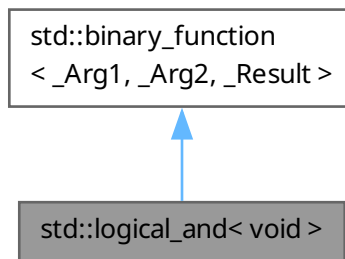 std::binary_function
< _Arg1, _Arg2, _Result >
std::logical_and< void >